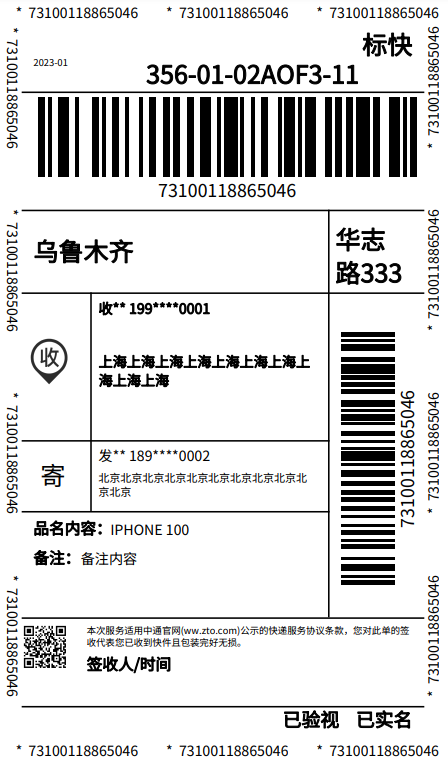 * 73100118865046 * 73100118865046 * 73100118865046
标快
2023-01
356-01-02AOF3-11
73100118865046
乌鲁木齐
华志
路333
收** 199****0001
收
上海上海上海上海上海上海上海上
海上海上海
发** 189****0002
寄
北京北京北京北京北京北京北京北京北京北
京北京
73100118865046
品名内容：IPHONE 100
备注：备注内容
本次服务适用中通官网(ww.zto.com)公示的快递服务协议条款，您对此单的签
收代表您已收到快件且包装完好无损。
签收人/时间
已验视 已实名
* 73100118865046 * 73100118865046 * 73100118865046
* 73100118865046
* 73100118865046
* 73100118865046
* 73100118865046
* 73100118865046
* 73100118865046
* 73100118865046
* 73100118865046